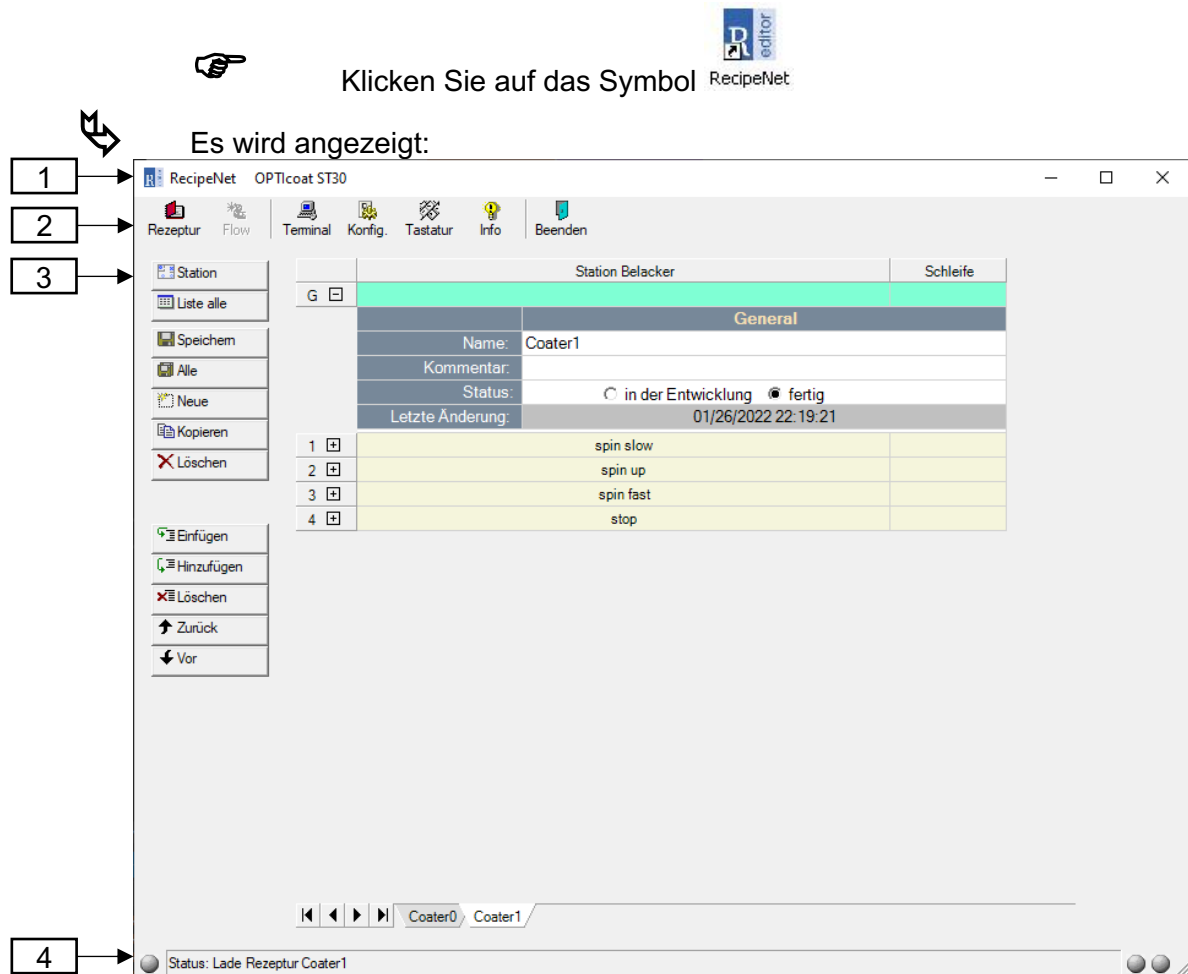 editor
R
Klicken Sie auf das Symbol RecipeNet
Es wird angezeigt:
1
RecipeNet OPTIcoat ST30
2
Rezeptur Flow Terminal Konfig. Tastatur Info Beenden
3
Station
Liste alle
Speichern
Alle
Neue
Kopieren
Löschen
Einfügen
Hinzufügen
Löschen
Zurück
Vor
Station Belacker Schleife
G
General
Name: Coater1
Kommentar:
Status: in der Entwicklung fertig
Letzte Änderung: 01/26/2022 22:19:21
1 spin slow
2 spin up
3 spin fast
4 stop
Coater0 Coater1
4
Status: Lade Rezeptur Coater1